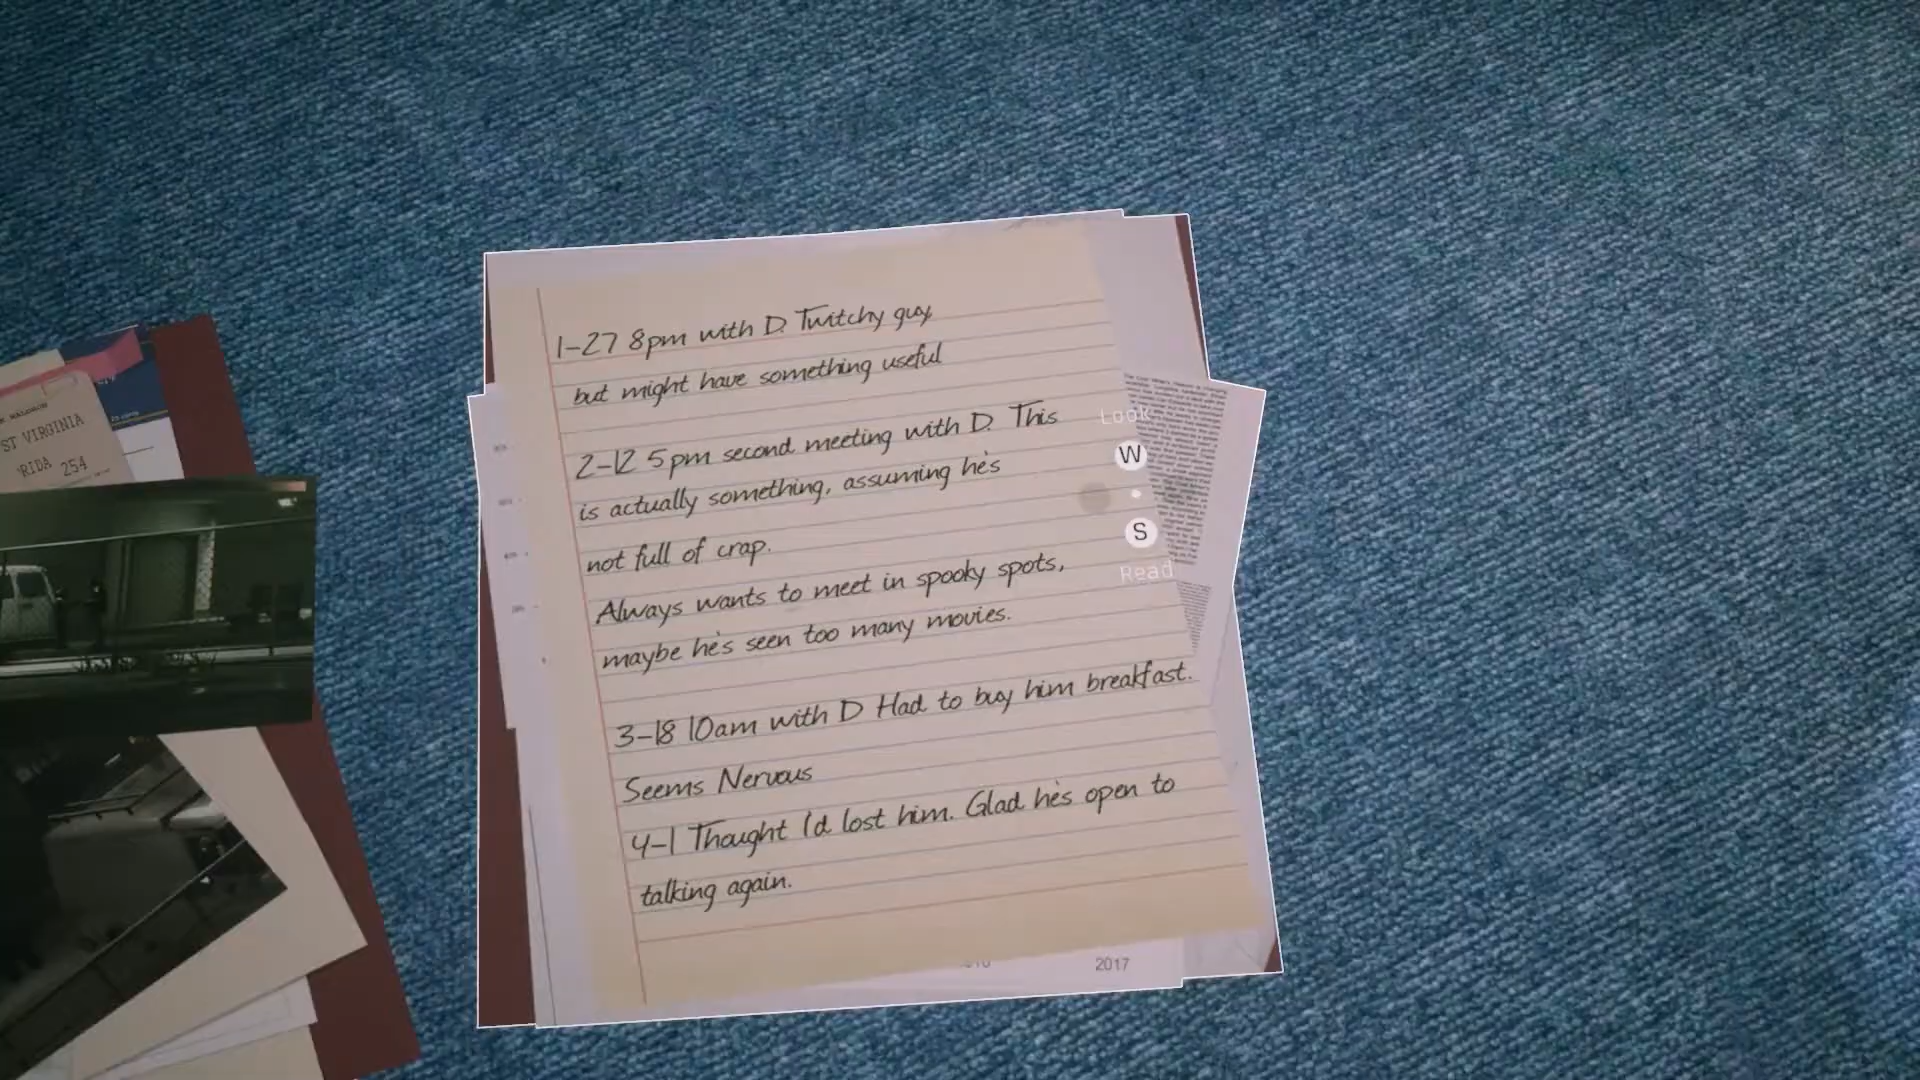 1-27 8pm with D. Twitchy guy,
but might have something useful
2-12 5pm second meeting with D. This
is actually something, assuming he's
not full of crap.
Always wants to meet in spooky spots,
maybe he's seen too many movies.
3-18 10am with D Had to buy him breakfast.
Seems Nervous
4-1 Thought I'd lost him. Glad he's open to
talking again.
Look
W
S
Read
2017
ST VIRGINIA
254